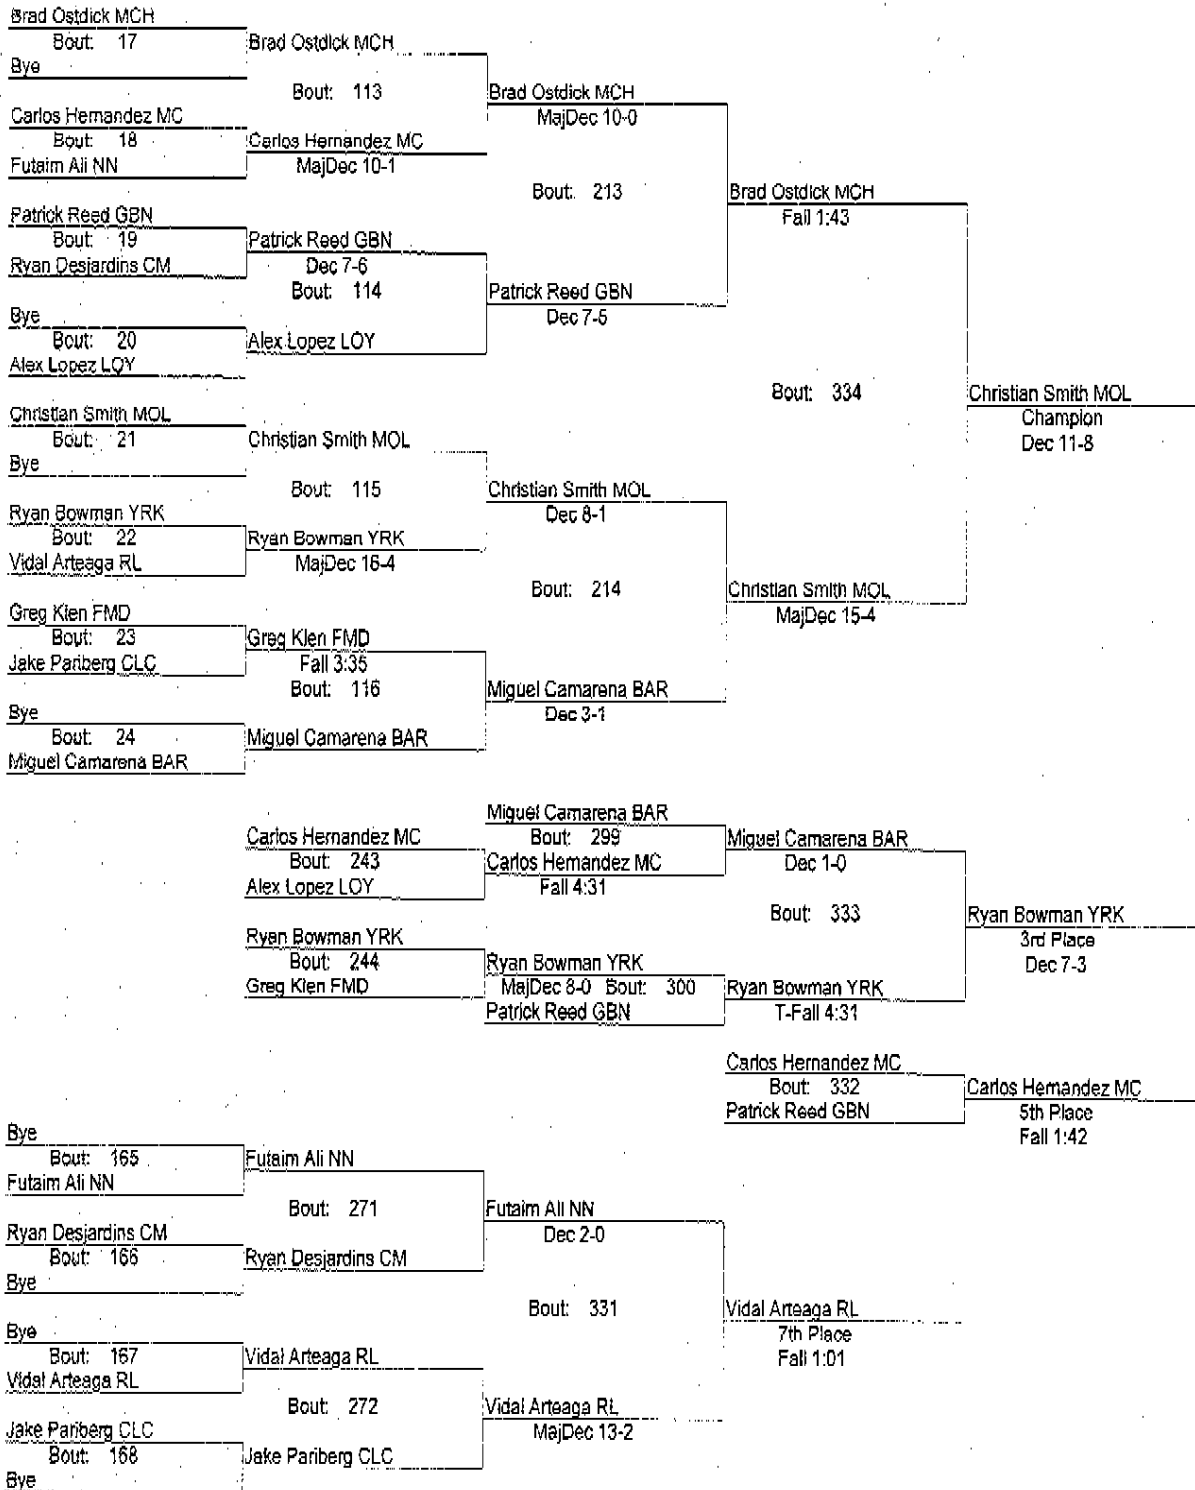 Brad Ostdick MCH
Bout: 17
Bye
Brad Ostdick MCH
Bout: 113
Carlos Hernandez MC
Bout: 18
Futaim Ali NN
Carlos Hernandez MC
MajDec 10-1
Brad Ostdick MCH
MajDec 10-0
Bout: 213
Patrick Reed GBN
Bout: 19
Ryan Desjardins CM
Patrick Reed GBN
Dec 7-6
Bout: 114
Bye
Bout: 20
Alex Lopez LOY
Alex Lopez LOY
Patrick Reed GBN
Dec 7-5
Brad Ostdick MCH
Fall 1:43
Bout: 334
Christian Smith MOL
Champion
Dec 11-8
Christian Smith MOL
Bout: 21
Bye
Christian Smith MOL
Bout: 115
Ryan Bowman YRK
Bout: 22
Vidal Arteaga RL
Ryan Bowman YRK
MajDec 16-4
Christian Smith MOL
Dec 8-1
Bout: 214
Christian Smith MOL
MajDec 15-4
Greg Klen FMD
Bout: 23
Jake Pariberg CLC
Greg Klen FMD
Fall 3:35
Bout: 116
Bye
Bout: 24
Miguel Camarena BAR
Miguel Camarena BAR
Miguel Camarena BAR
Dec 3-1
Carlos Hernandez MC
Bout: 243
Alex Lopez LOY
Miguel Camarena BAR
Bout: 299
Carlos Hernandez MC
Fall 4:31
Miguel Camarena BAR
Dec 1-0
Bout: 333
Ryan Bowman YRK
3rd Place
Dec 7-3
Ryan Bowman YRK
Bout: 244
Greg Klen FMD
Ryan Bowman YRK
MajDec 8-0 Bout: 300
Patrick Reed GBN
Ryan Bowman YRK
T-Fall 4:31
Carlos Hernandez MC
Bout: 332
Patrick Reed GBN
Carlos Hernandez MC
5th Place
Fall 1:42
Bye
Bout: 165
Futaim Ali NN
Futaim Ali NN
Bout: 271
Ryan Desjardins CM
Bout: 166
Bye
Ryan Desjardins CM
Futaim Ali NN
Dec 2-0
Bout: 331
Vidal Arteaga RL
7th Place
Fall 1:01
Bye
Bout: 167
Vidal Arteaga RL
Vidal Arteaga RL
Bout: 272
Jake Pariberg CLC
Bout: 168
Bye
Jake Pariberg CLC
Vidal Arteaga RL
MajDec 13-2